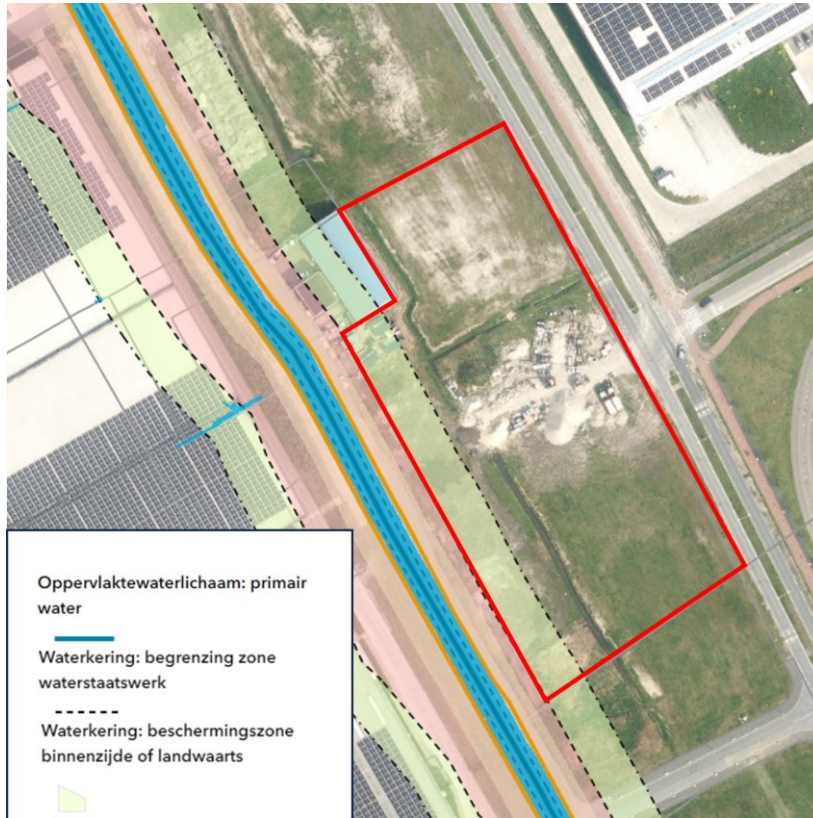 Oppervlaktewaterlichaam: primair
water
Waterkering: begrenzing zone
waterstaatswerk
Waterkering: beschermingszone
binnenzijde of landwaarts